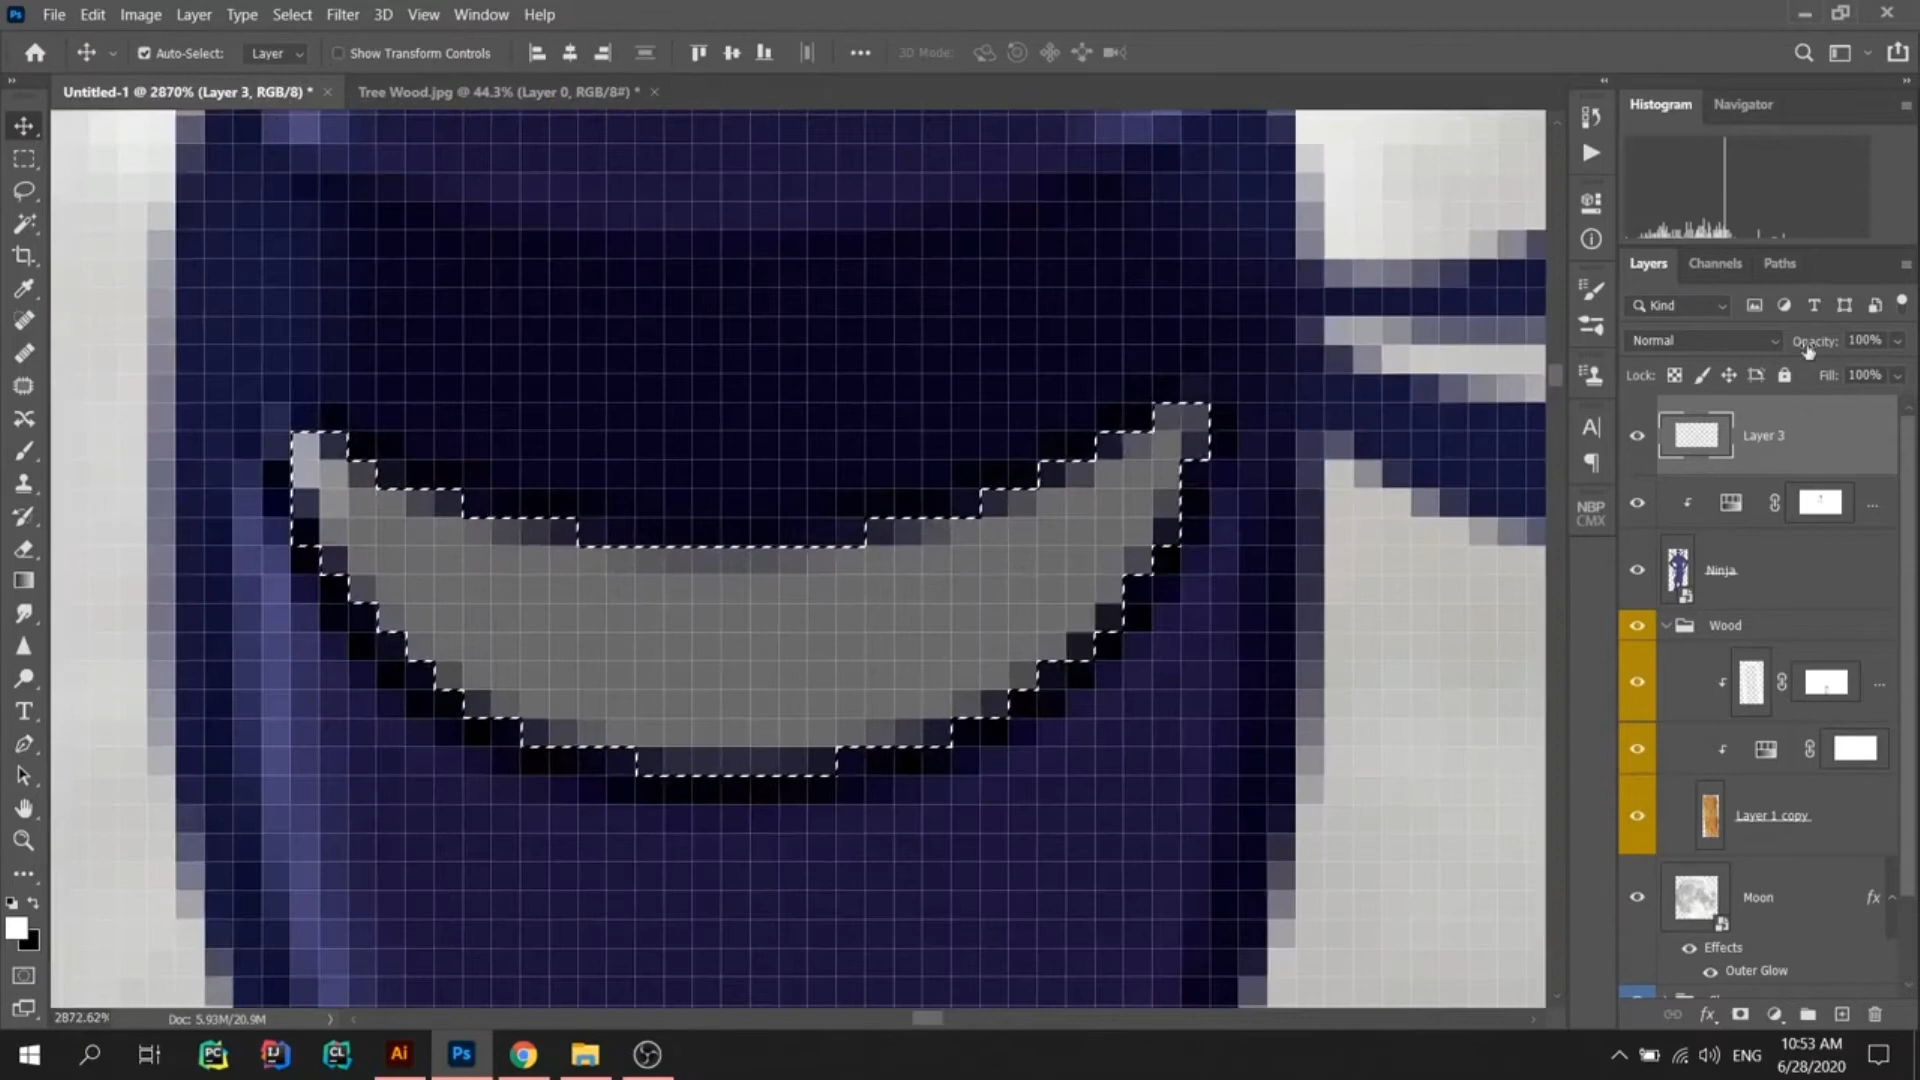 Ps File Edit Image Layer Type Select Filter 3D View Window Help
Auto-Select: Layer Show Transform Controls 3D Mode:
Untitled-1 @ 2870% (Layer 3, RGB/8) * Tree Wood.jpg @ 44.3% (Layer 0, RGB/8#) *
Histogram Navigator
Layers Channels Paths
Kind
Normal Opacity: 100%
Lock: Fill: 100%
Layer 3
NBP
CMX
Ninja
Wood
Layer 1 copy
Moon fx
Effects
Outer Glow
2872.62% Doc: 5.93M/20.9M
PC IJ CL Ai Ps ENG 10:53 AM
6/28/2020